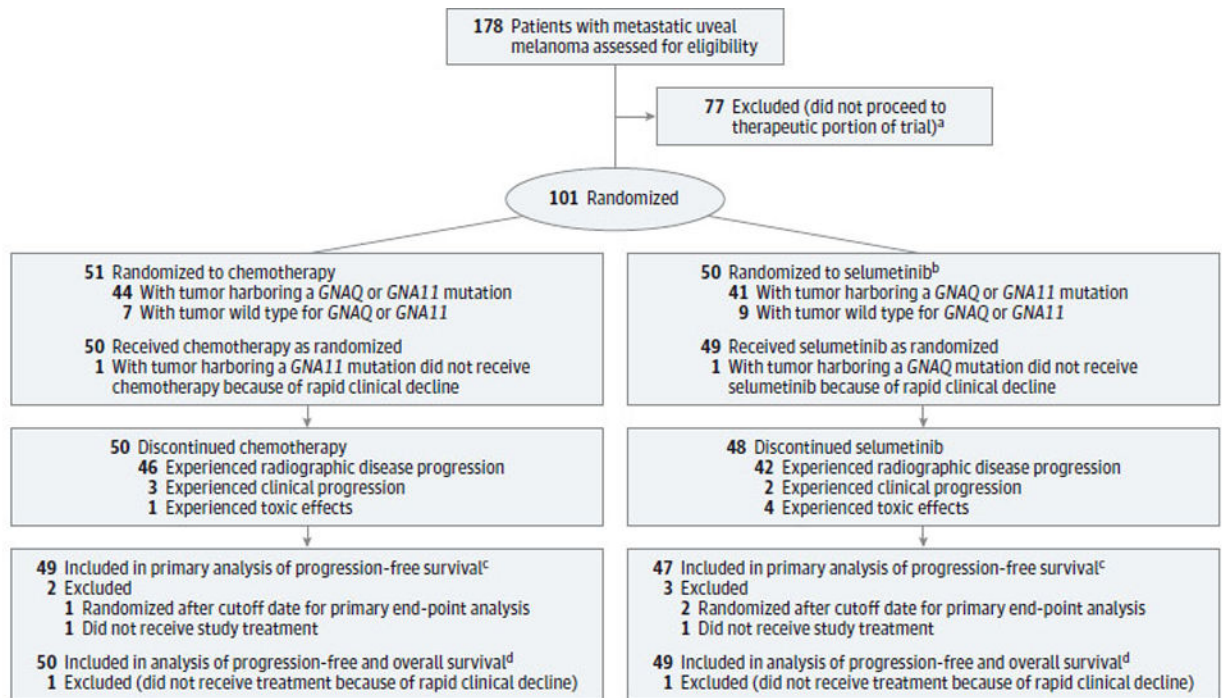 178 Patients with metastatic uveal
melanoma assessed for eligibility
77 Excluded (did not proceed to
therapeutic portion of trial)a
101 Randomized
51 Randomized to chemotherapy
44 With tumor harboring a GNAQ or GNA11 mutation
7 With tumor wild type for GNAQ or GNA11
50 Received chemotherapy as randomized
1 With tumor harboring a GNA11 mutation did not receive
chemotherapy because of rapid clinical decline
50 Randomized to selumetinibb
41 With tumor harboring a GNAQ or GNA11 mutation
9 With tumor wild type for GNAQ or GNA11
49 Received selumetinib as randomized
1 With tumor harboring a GNAQ mutation did not receive
selumetinib because of rapid clinical decline
50 Discontinued chemotherapy
46 Experienced radiographic disease progression
3 Experienced clinical progression
1 Experienced toxic effects
48 Discontinued selumetinib
42 Experienced radiographic disease progression
2 Experienced clinical progression
4 Experienced toxic effects
49 Included in primary analysis of progression-free survivalc
2 Excluded
1 Randomized after cutoff date for primary end-point analysis
1 Did not receive study treatment
50 Included in analysis of progression-free and overall survivald
1 Excluded (did not receive treatment because of rapid clinical decline)
47 Included in primary analysis of progression-free survivalc
3 Excluded
2 Randomized after cutoff date for primary end-point analysis
1 Did not receive study treatment
49 Included in analysis of progression-free and overall survivald
1 Excluded (did not receive treatment because of rapid clinical decline)